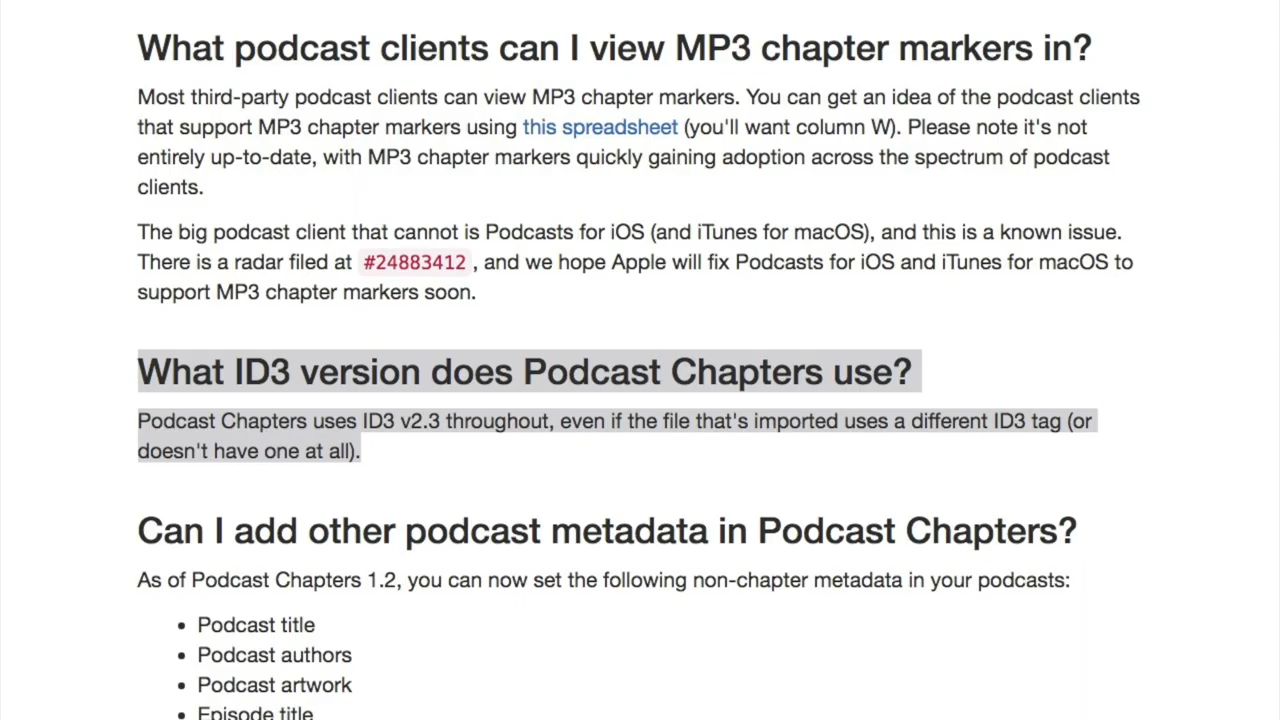 What podcast clients can I view MP3 chapter markers in?
Most third-party podcast clients can view MP3 chapter markers. You can get an idea of the podcast clients
that support MP3 chapter markers using this spreadsheet (you'll want column W). Please note it's not
entirely up-to-date, with MP3 chapter markers quickly gaining adoption across the spectrum of podcast
clients.
The big podcast client that cannot is Podcasts for iOS (and iTunes for macOS), and this is a known issue.
There is a radar filed at #24883412, and we hope Apple will fix Podcasts for iOS and iTunes for macOS to
support MP3 chapter markers soon.
What ID3 version does Podcast Chapters use?
Podcast Chapters uses ID3 v2.3 throughout, even if the file that's imported uses a different ID3 tag (or
doesn't have one at all).
Can I add other podcast metadata in Podcast Chapters?
As of Podcast Chapters 1.2, you can now set the following non-chapter metadata in your podcasts:
• Podcast title
• Podcast authors
• Podcast artwork
• Episode title